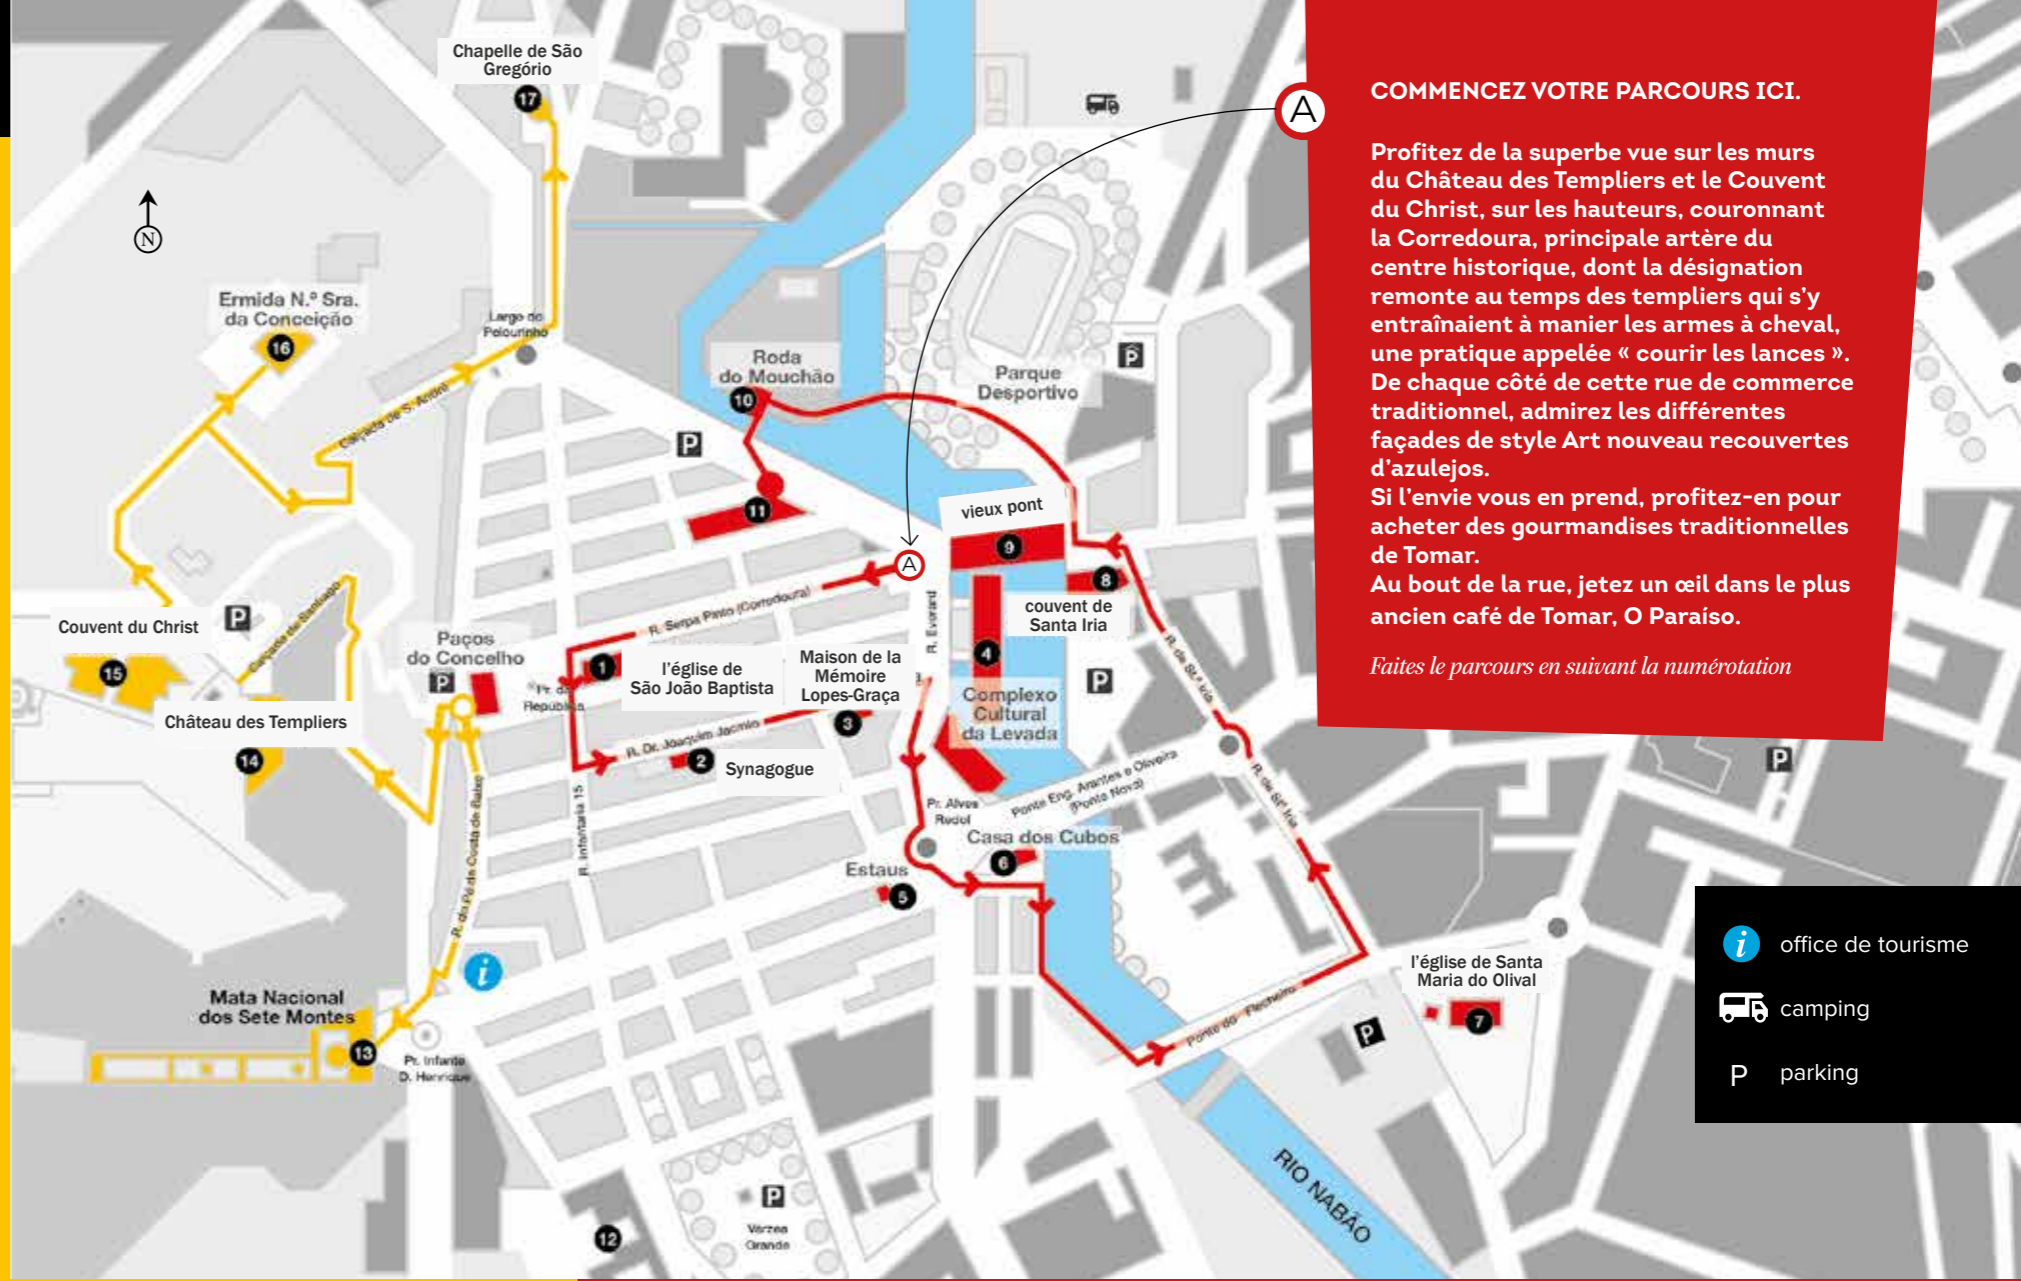 Chapelle de São
Gregório
17
N
Ermida N.ª Sra.
da Conceição
16
Largo do
Pelourinho
Calçada de S. André
Roda
do Mouchão
10
Parque
Desportivo
P
P
11
vieux pont
9
A
8
couvent de
Santa Iria
R. Serpa Pinto (Corredoura)
R. Evorard
4
Complexo
Cultural
da Levada
P
R. de St.ª Iria
R. de St.ª Iria
Calçada de Santiago
P
Couvent du Christ
15
Château des Templiers
14
Paços
do Concelho
P
Pr. da
República
1
l'église de
São João Baptista
Maison de la
Mémoire
Lopes-Graça
3
R. Dr. Joaquim Jacinto
2
Synagogue
R. Infantaria 15
Pr. Alves
Redol
Ponte Eng. Arantes e Oliveira
(Ponte Nova)
Casa dos Cubos
6
Estaus
5
R. do Pé da Costa de Baixo
i
Mata Nacional
dos Sete Montes
13
Pr. Infante
D. Henrique
Ponte do Flecheiro
l'église de Santa
Maria do Olival
7
P
P
RIO NABÃO
12
P
Varzea
Grande
A
COMMENCEZ VOTRE PARCOURS ICI.
Profitez de la superbe vue sur les murs
du Château des Templiers et le Couvent
du Christ, sur les hauteurs, couronnant
la Corredoura, principale artère du
centre historique, dont la désignation
remonte au temps des templiers qui s'y
entraînaient à manier les armes à cheval,
une pratique appelée « courir les lances ».
De chaque côté de cette rue de commerce
traditionnel, admirez les différentes
façades de style Art nouveau recouvertes
d'azulejos.
Si l'envie vous en prend, profitez-en pour
acheter des gourmandises traditionnelles
de Tomar.
Au bout de la rue, jetez un œil dans le plus
ancien café de Tomar, O Paraíso.
Faites le parcours en suivant la numérotation
i office de tourisme
camping
P parking